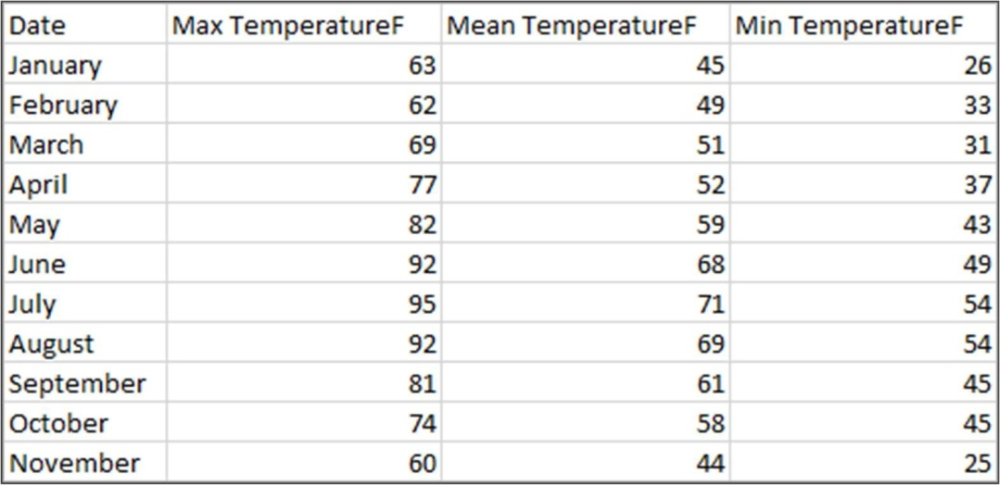 Date Max TemperatureF Mean TemperatureF Min TemperatureF
January 63 45 26
February 62 49 33
March 69 51 31
April 77 52 37
May 82 59 43
June 92 68 49
July 95 71 54
August 92 69 54
September 81 61 45
October 74 58 45
November 60 44 25